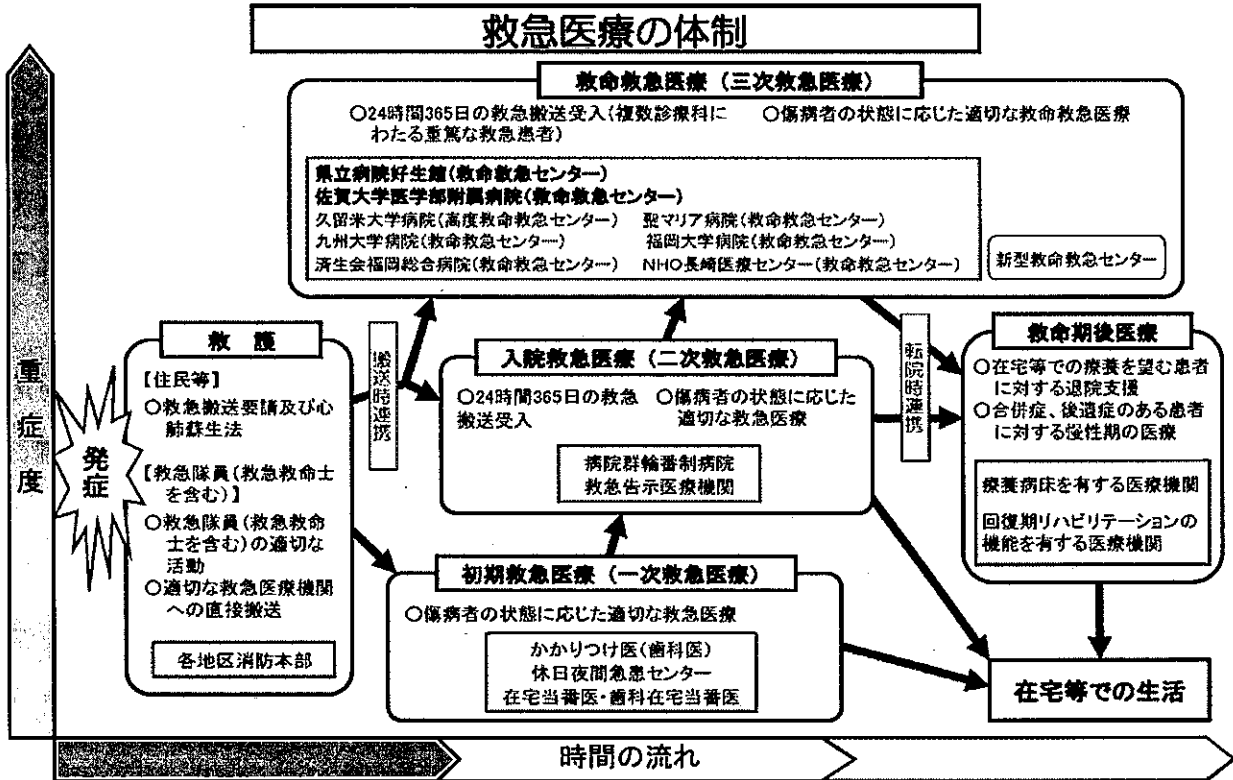 救急医療の体制
救命救急医療（三次救急医療）
○24時間365日の救急搬送受入(複数診療科に
わたる重篤な救急患者)
○傷病者の状態に応じた適切な救命救急医療
県立病院好生館(救命救急センター)
佐賀大学医学部附属病院(救命救急センター)
久留米大学病院(高度救命救急センター)
聖マリア病院(救命救急センター)
九州大学病院(救命救急センター)
福岡大学病院(救命救急センター)
済生会福岡総合病院(救命救急センター)
NHO長崎医療センター(救命救急センター)
新型救命救急センター
重症度
発症
救護
【住民等】
○救急搬送要請及び心
肺蘇生法
【救急隊員(救急救命士
を含む)】
○救急隊員(救急救命
士を含む)の適切な
活動
○適切な救急医療機関
への直接搬送
各地区消防本部
搬送時連携
入院救急医療（二次救急医療）
○24時間365日の救急
搬送受入
○傷病者の状態に応じた
適切な救急医療
病院群輪番制病院
救急告示医療機関
初期救急医療（一次救急医療）
○傷病者の状態に応じた適切な救急医療
かかりつけ医(歯科医)
休日夜間急患センター
在宅当番医・歯科在宅当番医
転院時連携
救命期後医療
○在宅等での療養を望む患者
に対する退院支援
○合併症、後遺症のある患者
に対する慢性期の医療
療養病床を有する医療機関
回復期リハビリテーションの
機能を有する医療機関
在宅等での生活
時間の流れ